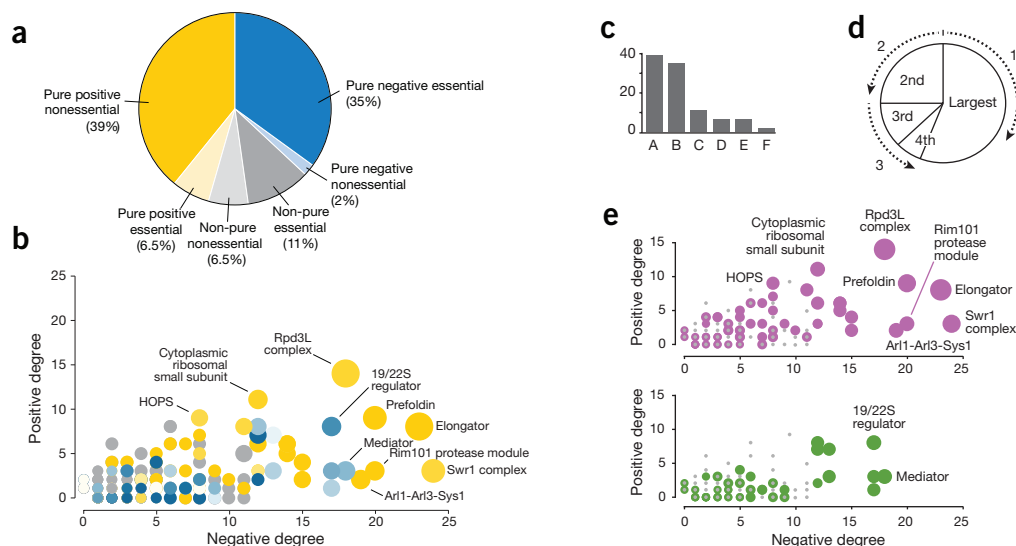 a
Pure positive
nonessential
(39%)
Pure negative essential
(35%)
Pure negative
nonessential
(2%)
Non-pure
essential
(11%)
Non-pure
nonessential
(6.5%)
Pure positive
essential
(6.5%)
b
25
20
15
10
5
0
Positive degree
0 5 10 15 20 25
Negative degree
HOPS
Cytoplasmic
ribosomal
small subunit
Rpd3L
complex
19/22S
regulator
Prefoldin
Elongator
Mediator
Rim101 protease module
Swr1 complex
Arl1-Arl3-Sys1
c
40
20
0
A B C D E F
d
1
2
3
Largest
2nd
3rd
4th
e
15
10
5
0
Positive degree
HOPS
Cytoplasmic
ribosomal
small subunit
Rpd3L
complex
Rim101
protease
module
Prefoldin
Elongator
Swr1
complex
Arl1-Arl3-Sys1
15
10
5
0
Positive degree
19/22S
regulator
Mediator
0 5 10 15 20 25
Negative degree